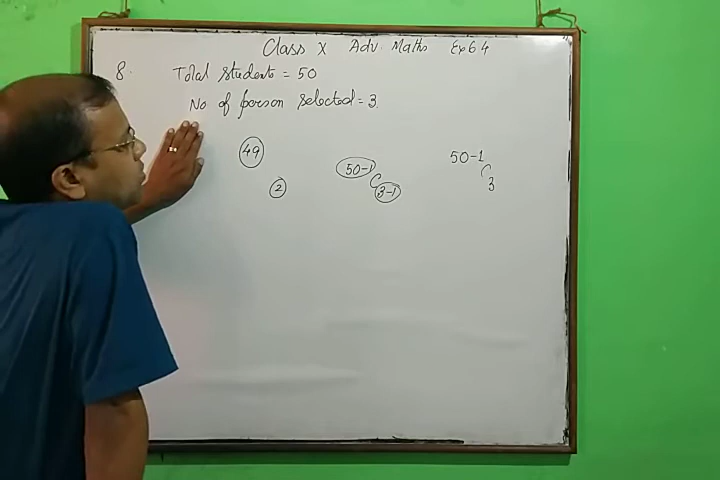 Class X Adv. Maths Ex 6.4
8. Total students = 50
No of person selected = 3.
49 50-1 50-1
2 C 3-1 C 3